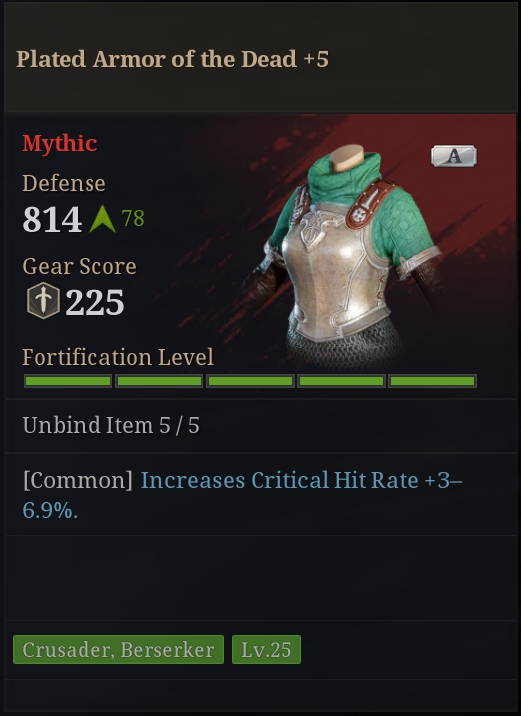 Plated Armor of the Dead +5
Mythic
A
Defense
814 78
Gear Score
225
Fortification Level
Unbind Item 5 / 5
[Common] Increases Critical Hit Rate +3–
6.9%.
Crusader, Berserker Lv.25